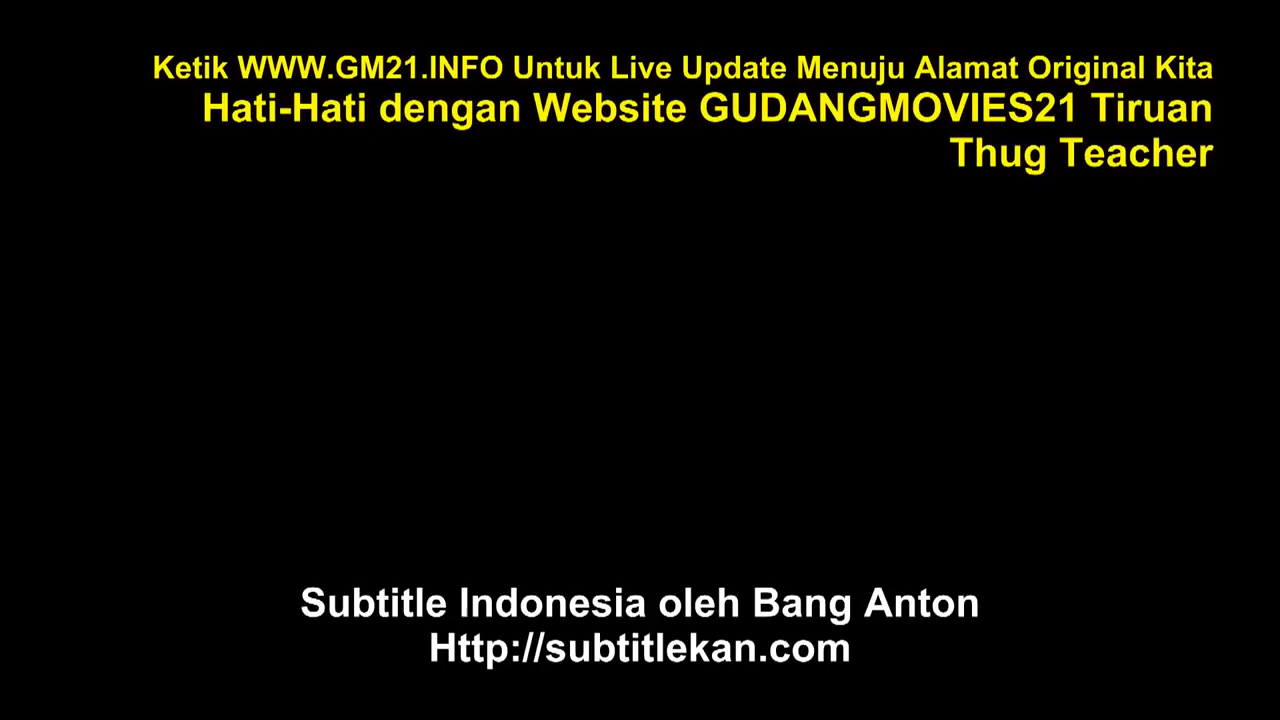 Ketik WWW.GM21.INFO Untuk Live Update Menuju Alamat Original Kita
Hati-Hati dengan Website GUDANGMOVIES21 Tiruan
Thug Teacher
Subtitle Indonesia oleh Bang Anton
Http://subtitlekan.com